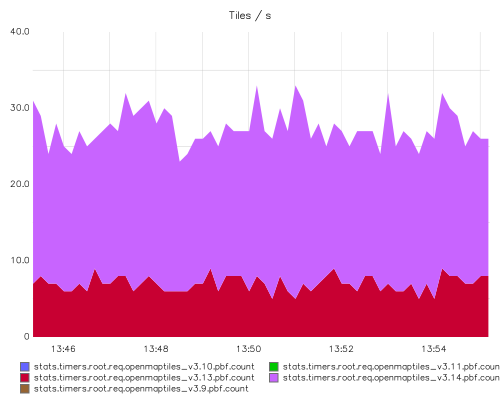 Tiles / s
40.0
30.0
20.0
10.0
0
13:46 13:48 13:50 13:52 13:54
stats.timers.root.req.openmaptiles_v3.10.pbf.count stats.timers.root.req.openmaptiles_v3.11.pbf.coun
stats.timers.root.req.openmaptiles_v3.13.pbf.count stats.timers.root.req.openmaptiles_v3.14.pbf.coun
stats.timers.root.req.openmaptiles_v3.9.pbf.count